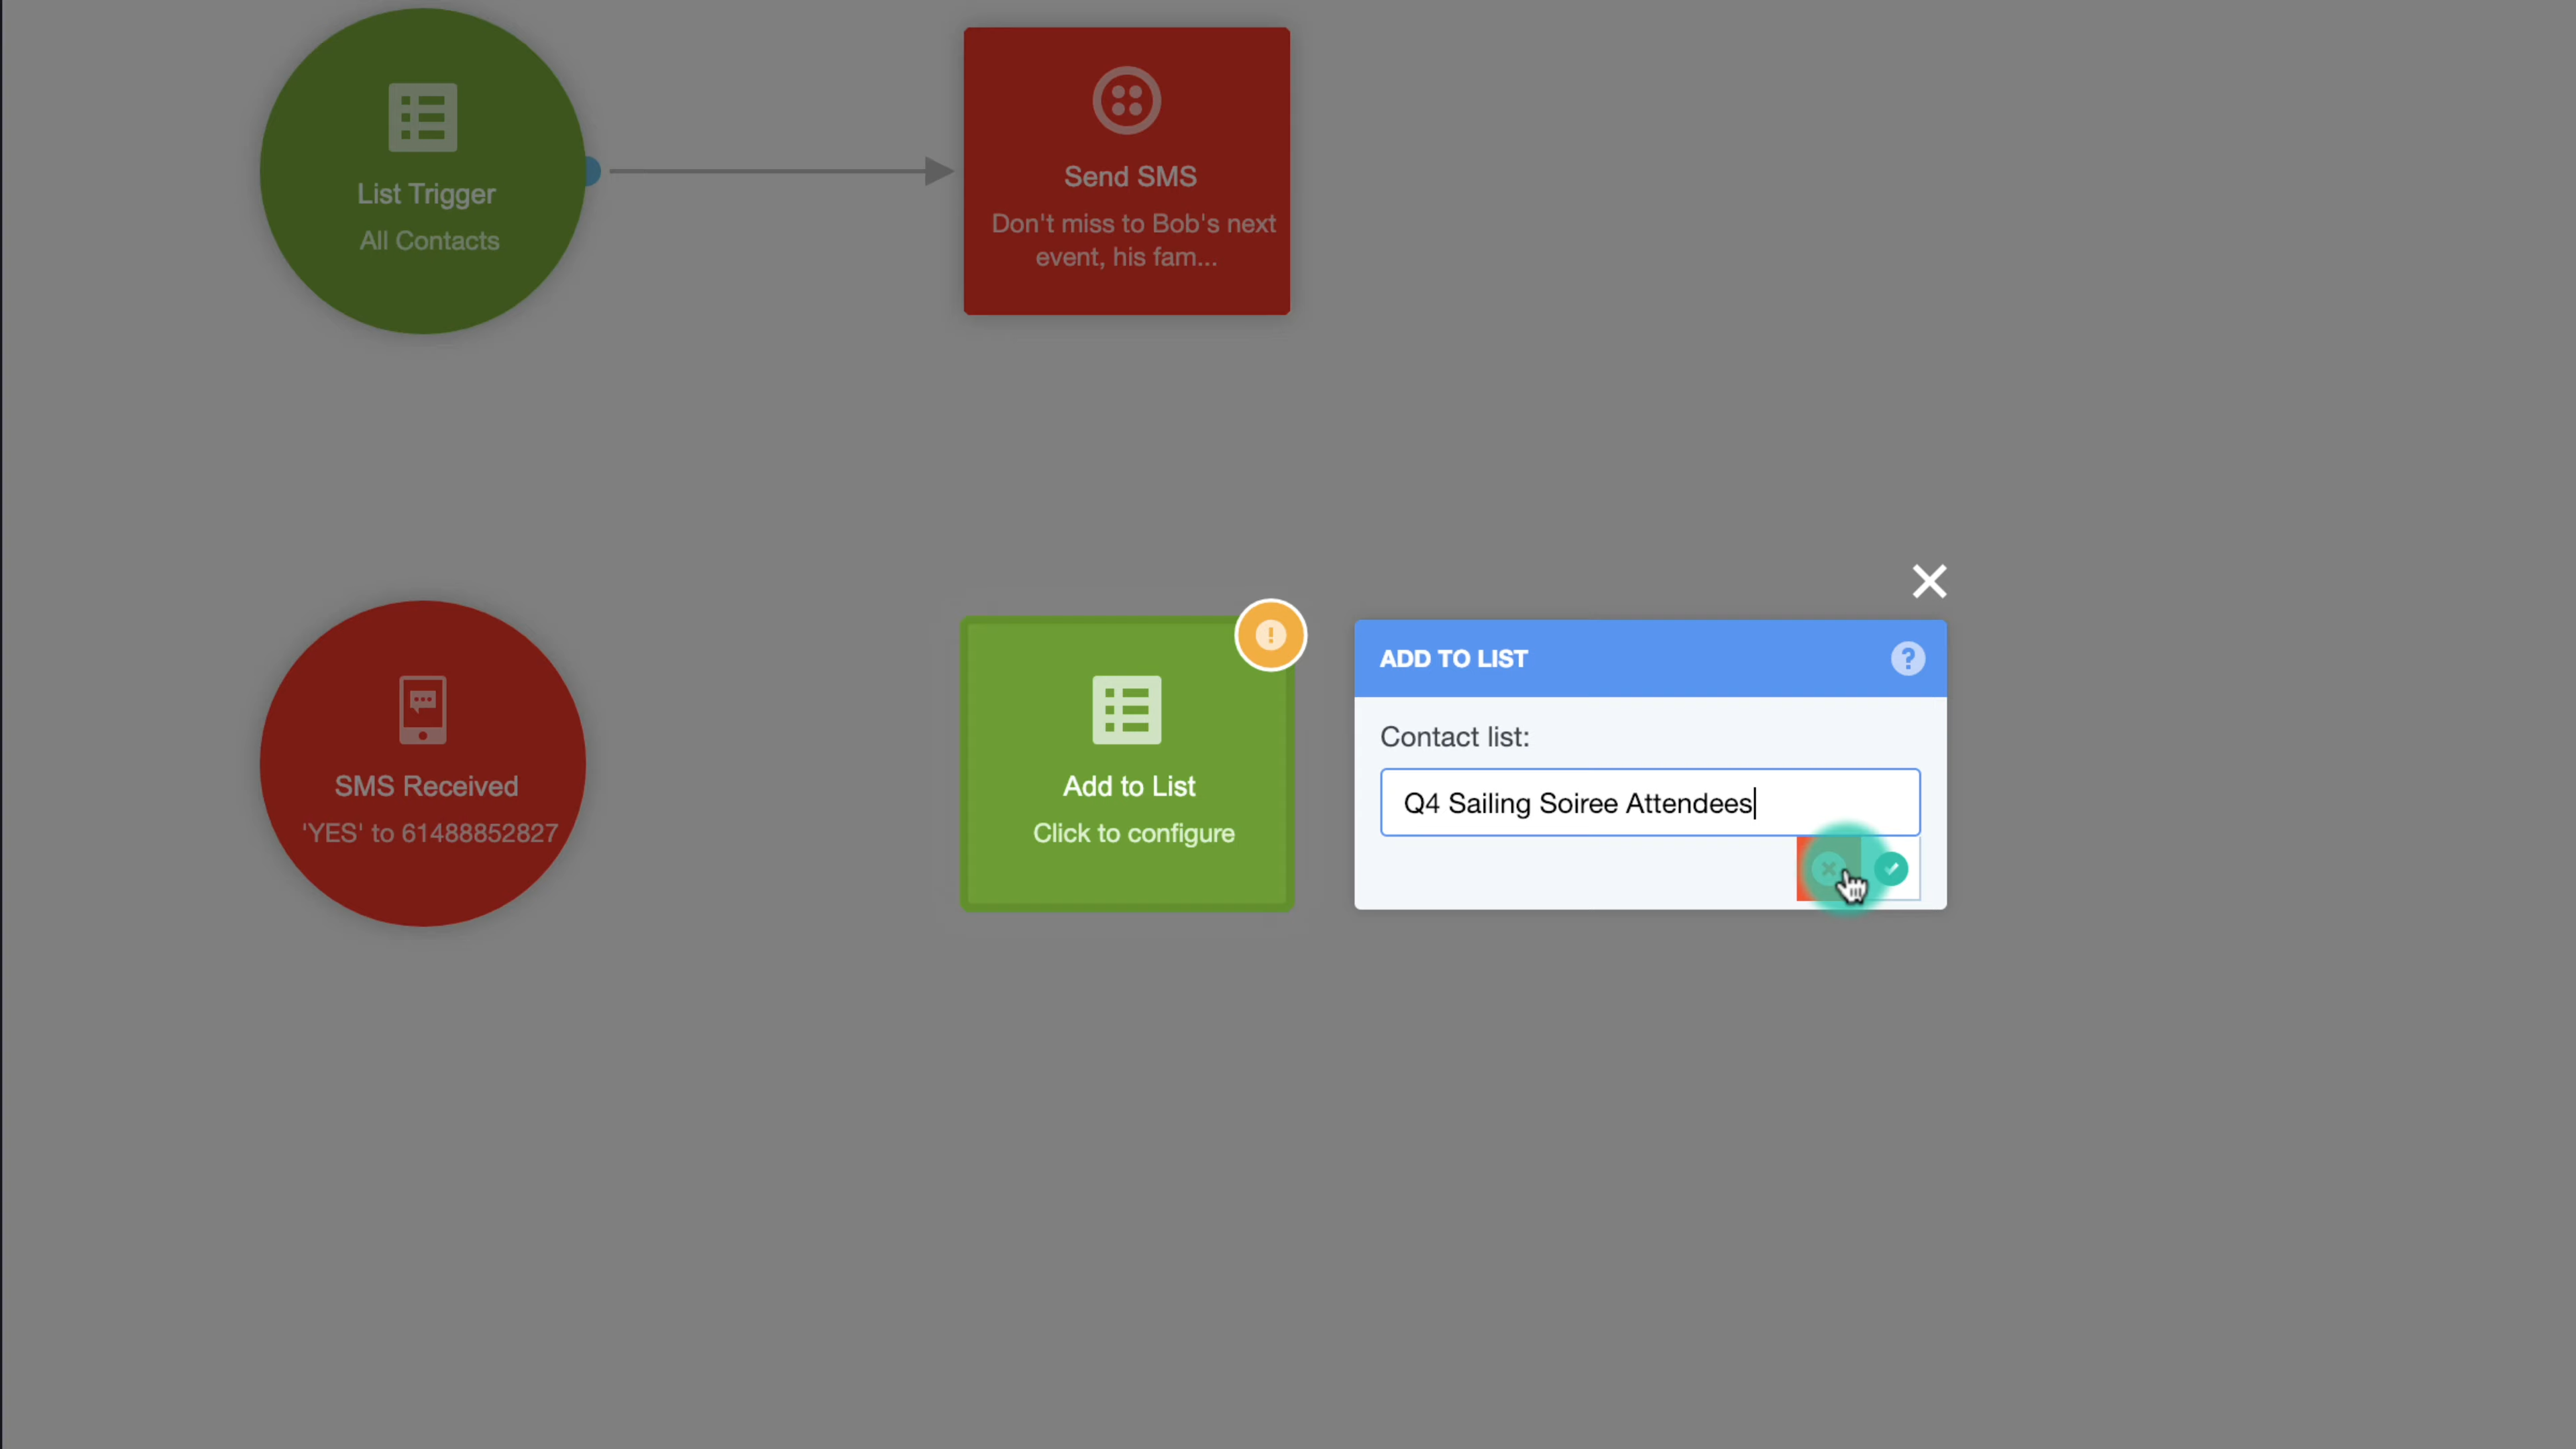 List Trigger
All Contacts
Send SMS
Don't miss to Bob's next
event, his fam...
SMS Received
'YES' to 61488852827
Add to List
Click to configure
ADD TO LIST
Contact list:
Q4 Sailing Soiree Attendees